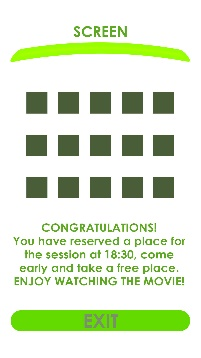 SCREEN
CONGRATULATIONS!
You have reserved a place for
the session at 18:30, come
early and take a free place.
ENJOY WATCHING THE MOVIE!
EXIT